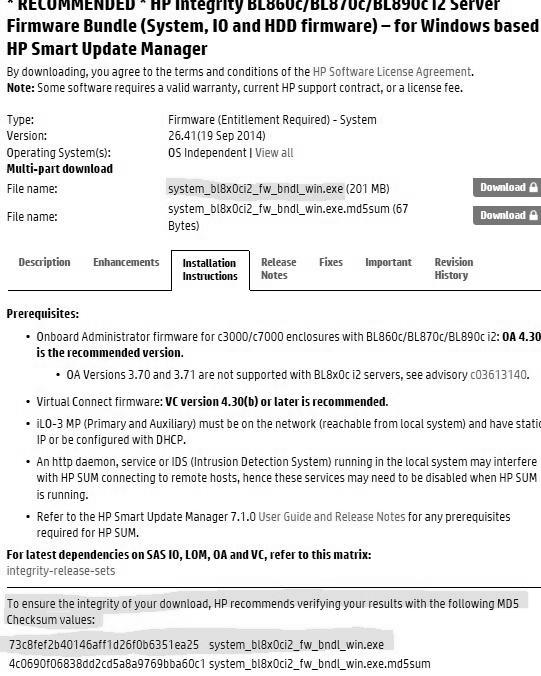 * RECOMMENDED * HP Integrity BL860c/BL870c/BL890c i2 Server
Firmware Bundle (System, IO and HDD firmware) – for Windows based
HP Smart Update Manager
By downloading, you agree to the terms and conditions of the HP Software License Agreement.
Note: Some software requires a valid warranty, current HP support contract, or a license fee.
Type: Firmware (Entitlement Required) - System
Version: 26.41(19 Sep 2014)
Operating System(s): OS Independent | View all
Multi-part download
File name: system_bl8x0ci2_fw_bndl_win.exe (201 MB) Download
File name: system_bl8x0ci2_fw_bndl_win.exe.md5sum (67
Bytes) Download
Description Enhancements Installation
Instructions Release
Notes Fixes Important Revision
History
Prerequisites:
• Onboard Administrator firmware for c3000/c7000 enclosures with BL860c/BL870c/BL890c i2: OA 4.30
is the recommended version.
• OA Versions 3.70 and 3.71 are not supported with BL8x0c i2 servers, see advisory c03613140.
• Virtual Connect firmware: VC version 4.30(b) or later is recommended.
• iLO-3 MP (Primary and Auxiliary) must be on the network (reachable from local system) and have static
IP or be configured with DHCP.
• An http daemon, service or IDS (Intrusion Detection System) running in the local system may interfere
with HP SUM connecting to remote hosts, hence these services may need to be disabled when HP SUM
is running.
• Refer to the HP Smart Update Manager 7.1.0 User Guide and Release Notes for any prerequisites
required for HP SUM.
For latest dependencies on SAS IO, LOM, OA and VC, refer to this matrix:
integrity-release-sets
To ensure the integrity of your download, HP recommends verifying your results with the following MD5
Checksum values:
73c8fef2b40146aff1d26f0b6351ea25 system_bl8x0ci2_fw_bndl_win.exe
4c0690f06838dd2cd5a8a9769bba60c1 system_bl8x0ci2_fw_bndl_win.exe.md5sum